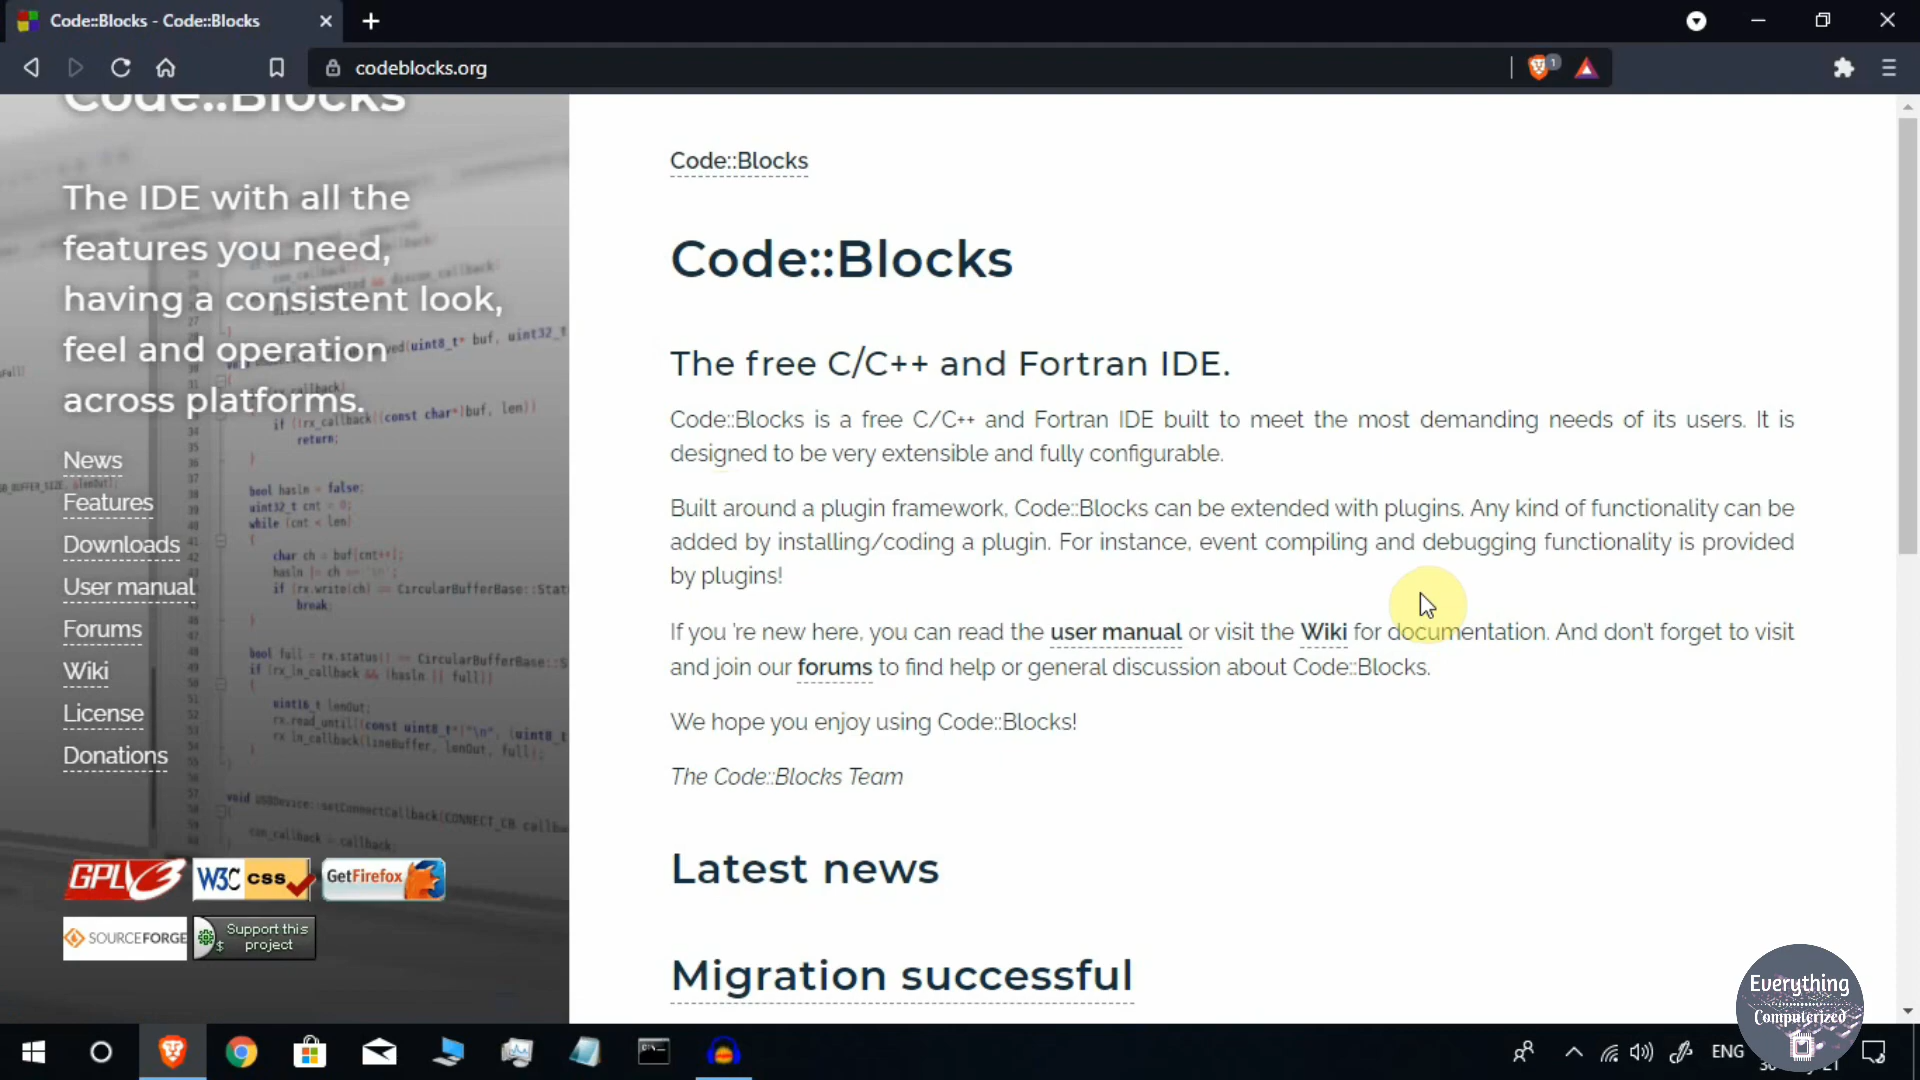 Code::Blocks - Code::Blocks
codeblocks.org
1
Code::Blocks
The IDE with all the
features you need,
having a consistent look,
feel and operation
across platforms.
News
Features
Downloads
User manual
Forums
Wiki
License
Donations
GPLv3
W3C css
GetFirefox
SOURCEFORGE
Support this
project
Code::Blocks
Code::Blocks
The free C/C++ and Fortran IDE.
Code::Blocks is a free C/C++ and Fortran IDE built to meet the most demanding needs of its users. It is
designed to be very extensible and fully configurable.
Built around a plugin framework, Code::Blocks can be extended with plugins. Any kind of functionality can be
added by installing/coding a plugin. For instance, event compiling and debugging functionality is provided
by plugins!
If you 're new here, you can read the user manual or visit the Wiki for documentation. And don't forget to visit
and join our forums to find help or general discussion about Code::Blocks.
We hope you enjoy using Code::Blocks!
The Code::Blocks Team
Latest news
Migration successful
Everything
Computerized
ENG